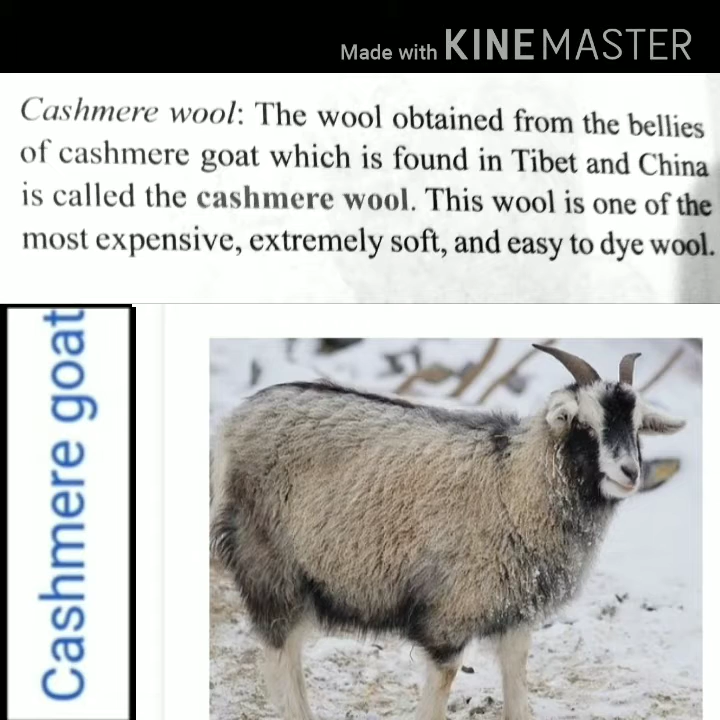 Made with KINEMASTER
Cashmere wool: The wool obtained from the bellies
of cashmere goat which is found in Tibet and China
is called the cashmere wool. This wool is one of the
most expensive, extremely soft, and easy to dye wool.
Cashmere goat